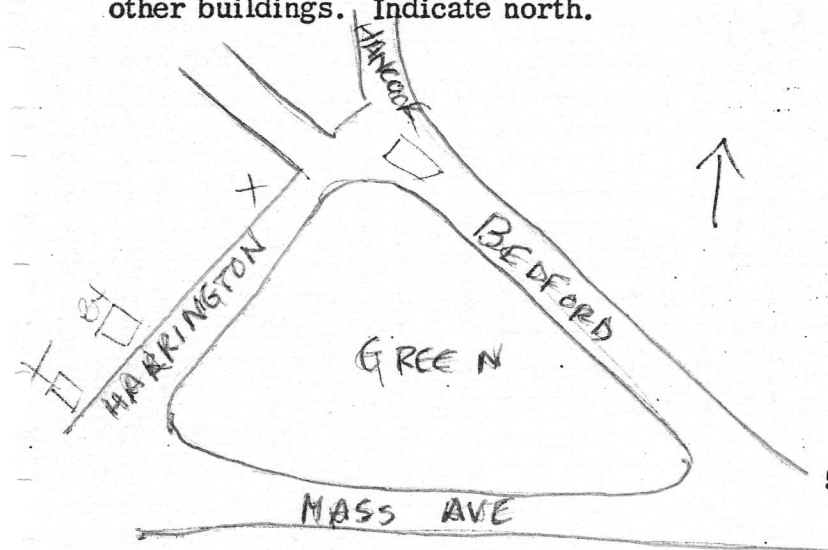 other buildings. Indicate north.
HANCOCK
BEDFORD
HARRINGTON
GREEN
MASS AVE